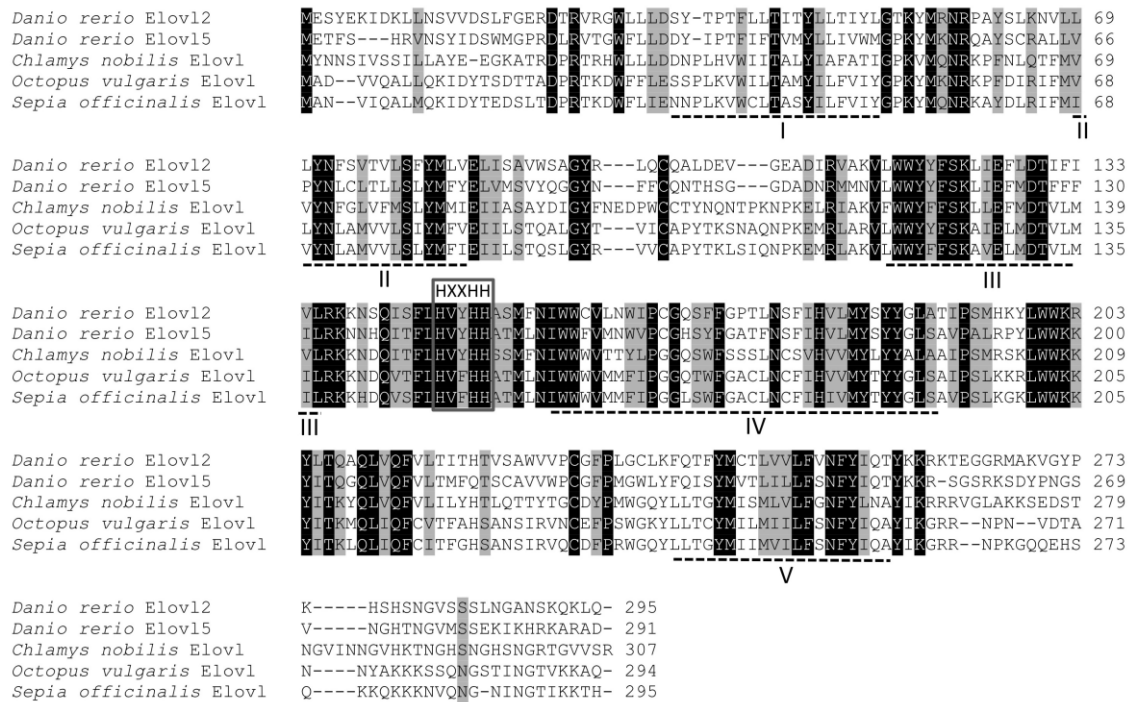 Danio rerio Elovl2 MESYEKIDKLLNSVVDSLFGERDTRVRGWLLLDSY-TPTFLLTITYLLTIYLGTKYMRNRPAYSLKNVLL 69
Danio rerio Elovl5 METFS---HRVNSYIDSWMGPRDLRVTGWFLLDDY-IPTFIFTVMYLLIVWMGPKYMKNRQAYSCRALLV 66
Chlamys nobilis Elovl MYNNSIVSSILLAYE-EGKATRDPRTRHWLLLDNPLHVWIITALYIAFATIGMKYMRNRKPFNLQTFMV 69
Octopus vulgaris Elovl MAD--VVQALLQKIDYTSDTTADPRTKDWFFLESSPLKVWILTAMYILFVIYGPKYMKNRKPFDIRIFMV 68
Sepia officinalis Elovl MAN--VIQALMQKIDYTEDSLTDPRTKDWFLIENNPLKVWCLTASYILFVIYGPKYMQNRKAYDLRIFMI 68
I II
Danio rerio Elovl2 LYNFSVTVLSFYMLVELISAVWSAGYR---LQCQALDEV---GEADIRVAKVLWWYYFSKLIEFLDTIFI 133
Danio rerio Elovl5 PYNLCLTLLSLYMFYELVMSVYQGGYN---FFCQNTHSG---GDADNRMMNVLWWYYFSKLIEFMDTFFF 130
Chlamys nobilis Elovl VYNFGLVFMSLYMMIEIIASAYDIGYFNEDPWCCTYNQNTPKNPKELRIAKVFWWYYFSKLLEFMDTVLM 139
Octopus vulgaris Elovl LYNLAMVVLSIYMFVEIILSTQALGYT---VICAPYTKSNAQNPKEMRLARVLWWYFFSKAIELMDTVLM 135
Sepia officinalis Elovl VYNLAMVVLSLYMFIEIILSTQSLGYR---VVCAPYTKLSIQNPKEMRLAKVLWWYFFSKAVELMDTVLM 135
II III
HXXHH
Danio rerio Elovl2 VLRKKNSQISFLHVYHHASMFNIWWCVLNWIPCGQSFFGPTLNSFIHVLMYSYYGLATIPSMHKYLWWKR 203
Danio rerio Elovl5 ILRKNNHQITFLHVYHHATMLNIWWFVMNWVPCGHSYFGATFNSFIHVLMYSYYGLSAVPALRPYLWWKK 200
Chlamys nobilis Elovl VLRKKNDQITFLHVYHHSSMFNIWWWVTTYLPGGQSWFSSSLNCSVHVVMYLYYALAAIPSMRSKLWWKK 209
Octopus vulgaris Elovl ILRKKNDQVTFLHVFHHATMLNIWWWVMMFIPGGQTWFGACLNCFIHVVMYTYYGLSAIPSLKKRLWWKK 205
Sepia officinalis Elovl ILRKKHDQVSFLHVFHHATMLNIWWWVMMFIPGGLSWFGACLNCFIHIVMYTYYGLSAVPSLKGKLWWKK 205
III IV
Danio rerio Elovl2 YLTQAQLVQFVLTITHTVSAWVVPCGFPLGCLKFQTFYMCTLVVLFVNFYIQTYKKRKTEGGRMAKVGYP 273
Danio rerio Elovl5 YITQGQLVQFVLTMFQTSCAVVWPCGFPMGWLYFQISYMVTLILLFSNFYIQTYKKR-SGSRKSDYPNGS 269
Chlamys nobilis Elovl YITKYQLVQFVLILYHTLQTTYTGCDFPMWGQYLLTGYMISMLVLFGNFYLNAYIKRRRVGLAKKSEDST 279
Octopus vulgaris Elovl YITKMQLIQFCVTFAHSANSIRVNCEFPSWGKYLLTCYMILMIILFSNFYIQAYIKGRR--NPN--VDTA 271
Sepia officinalis Elovl YITKLQLIQFCITFGHSANSIRVQCDFPRWGQYLLTGYMIIMVILFSNFYIQAYIKGRR--NPKGQQEHS 273
V
Danio rerio Elovl2 K-----HSHSNGVSSSLNGANSKQKLQ- 295
Danio rerio Elovl5 V-----NGHTNGVMSSEKIKHRKARAD- 291
Chlamys nobilis Elovl NGVINNGVHKTNGHSNGHSNGRTGVVSR 307
Octopus vulgaris Elovl N----NYAKKKSSQNGSTINGTVKKAQ- 294
Sepia officinalis Elovl Q----KKQKKKNVQNG-NINGTIKKTH- 295